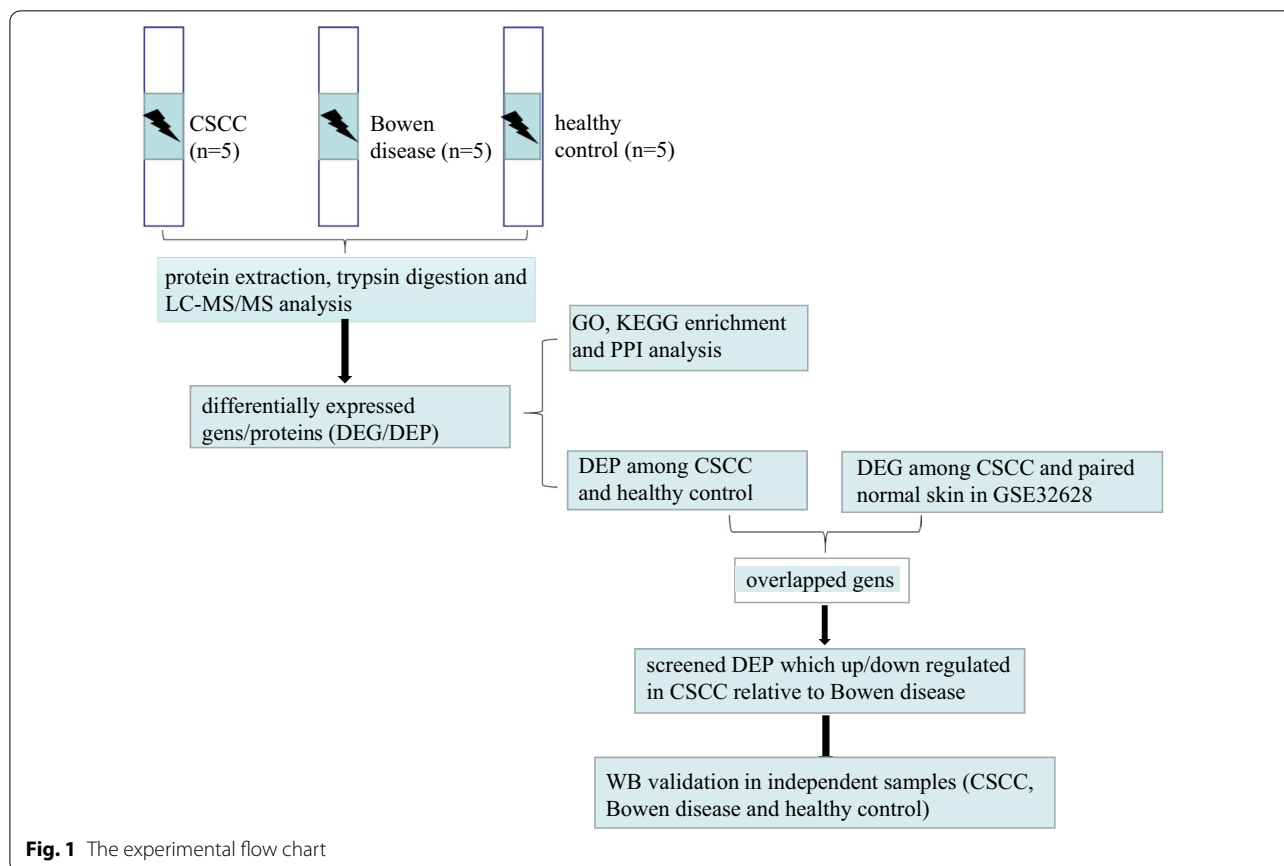 CSCC
(n=5)
Bowen
disease (n=5)
healthy
control (n=5)
protein extraction, trypsin digestion and
LC-MS/MS analysis
GO, KEGG enrichment
and PPI analysis
differentially expressed
gens/proteins (DEG/DEP)
DEP among CSCC
and healthy control
DEG among CSCC and paired
normal skin in GSE32628
overlapped gens
screened DEP which up/down regulated
in CSCC relative to Bowen disease
WB validation in independent samples (CSCC,
Bowen disease and healthy control)
Fig. 1 The experimental flow chart